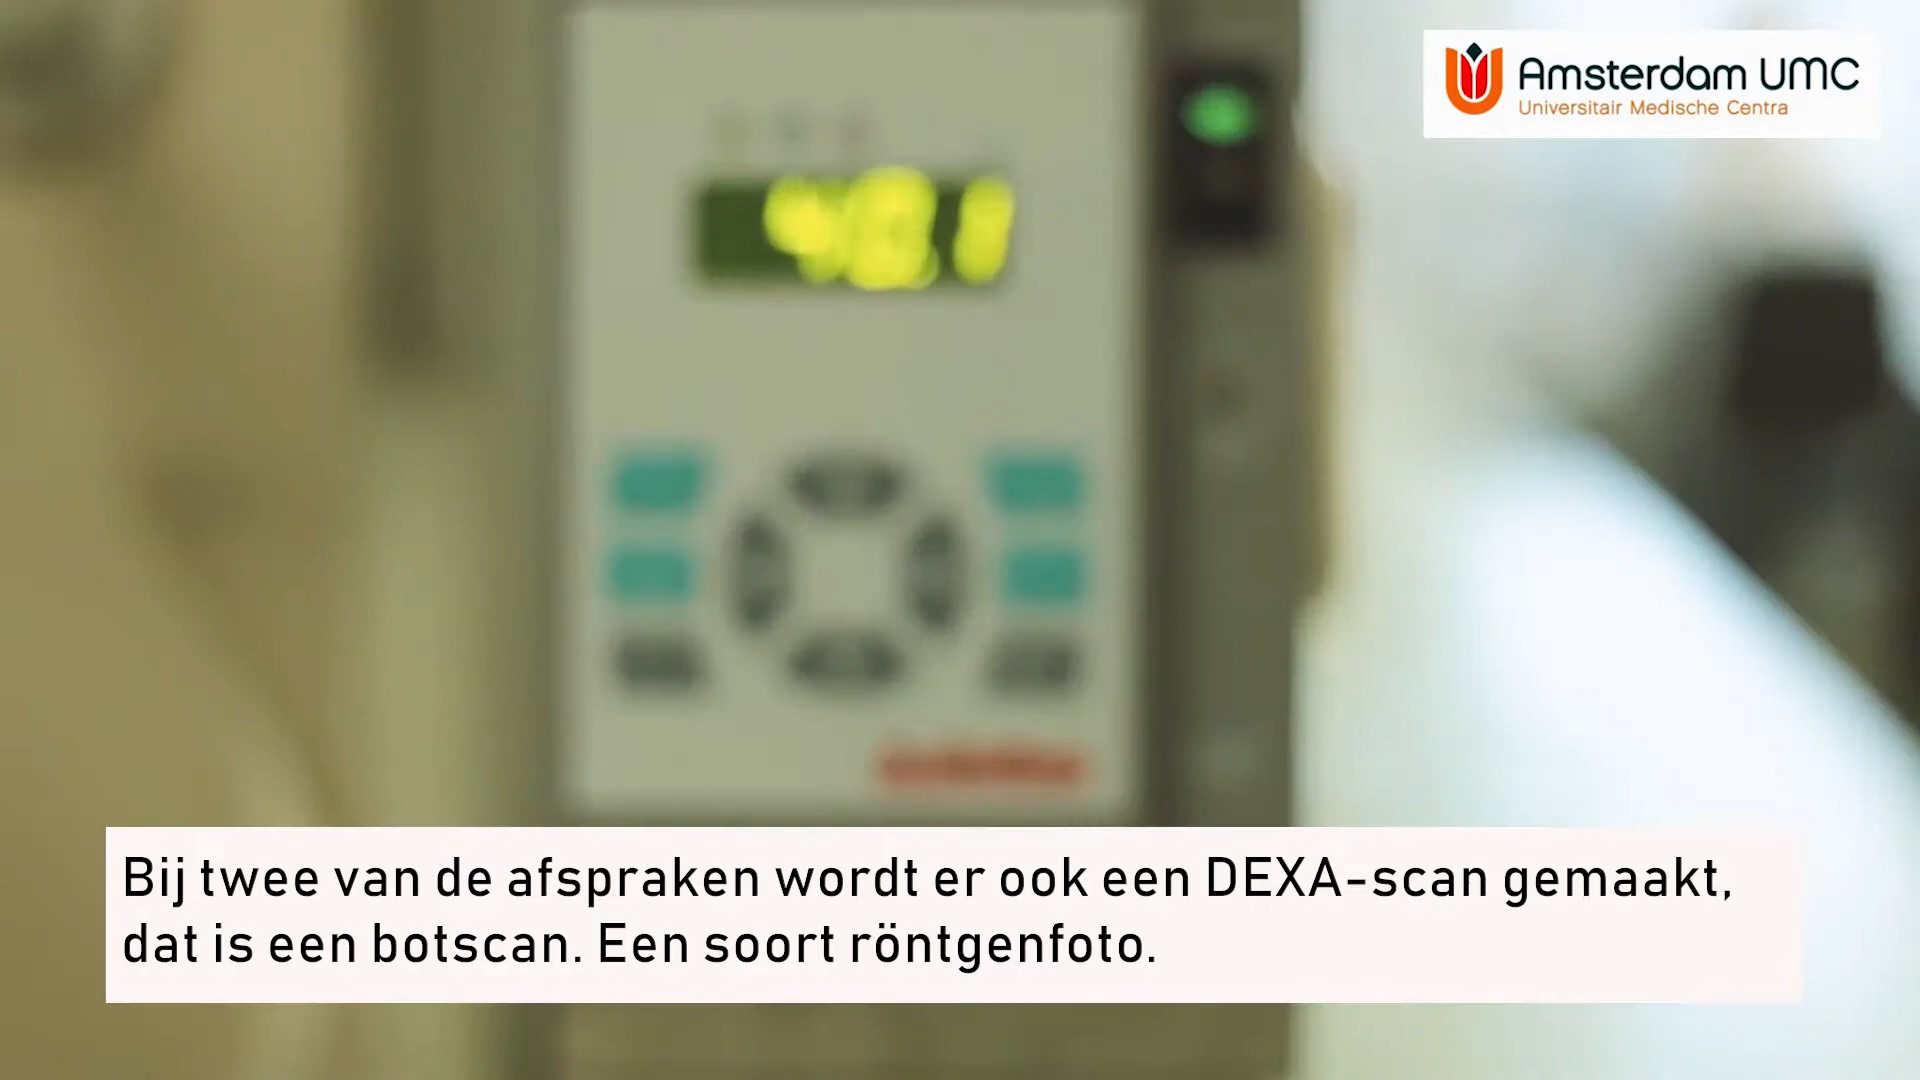 Amsterdam UMC
Universitair Medische Centra
Bij twee van de afspraken wordt er ook een DEXA-scan gemaakt,
dat is een botscan. Een soort röntgenfoto.